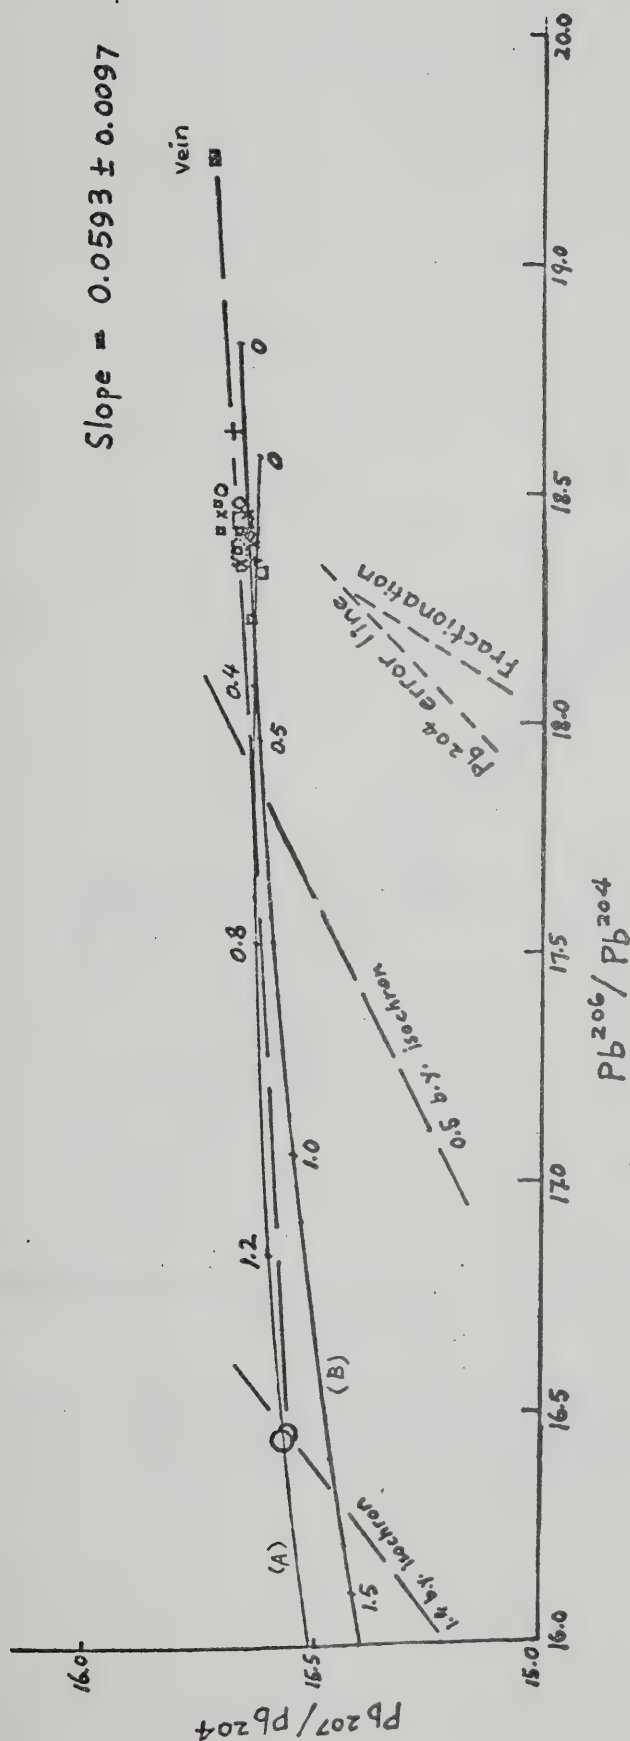 Slope = 0.0593 ± 0.0097
Vein
0
0
0.4
0.5
0.8
1.0
1.2
1.5
(A)
(B)
Fractionation
Pb204 error line
0.5 b.y. isochron
1.4 b.y. isochron
16.0
15.5
15.0
Pb207/Pb204
16.0
16.5
17.0
17.5
18.0
18.5
19.0
20.0
Pb206/Pb204